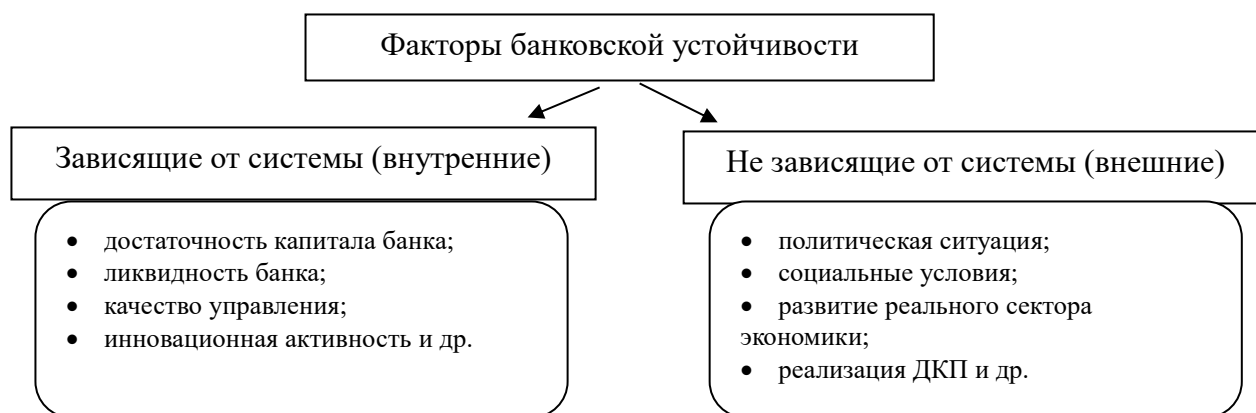 Факторы банковской устойчивости
Зависящие от системы (внутренние)
• достаточность капитала банка;
• ликвидность банка;
• качество управления;
• инновационная активность и др.
Не зависящие от системы (внешние)
• политическая ситуация;
• социальные условия;
• развитие реального сектора
экономики;
• реализация ДКП и др.